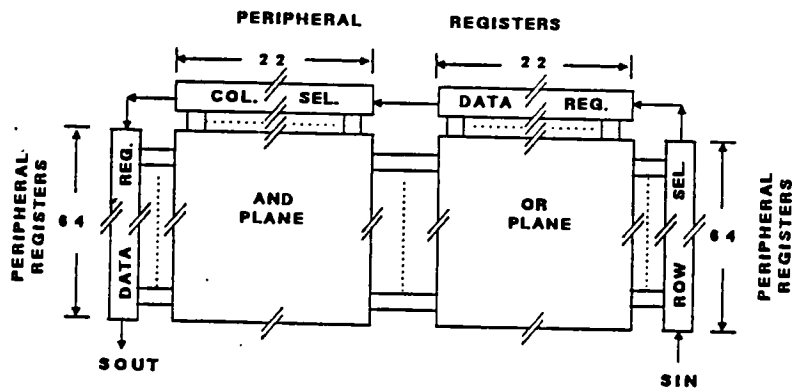 PERIPHERAL REGISTERS
22 22
COL. SEL. DATA REG.
PERIPHERAL
REGISTERS
64
DATA REG.
AND
PLANE
OR
PLANE
ROW SEL.
64
PERIPHERAL
REGISTERS
SOUT
SIN